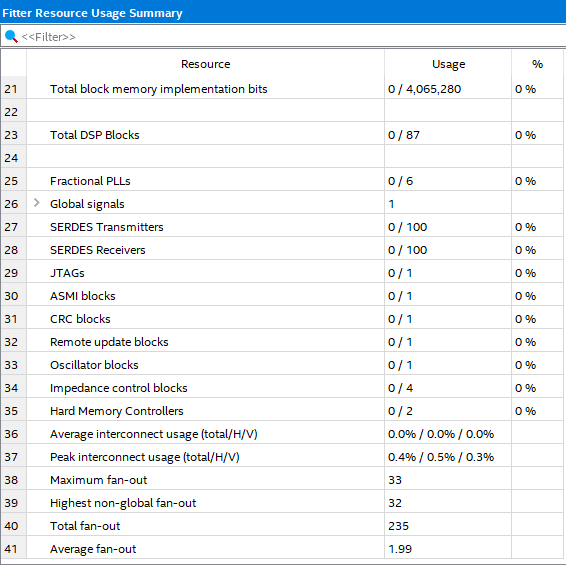 Fitter Resource Usage Summary
<<Filter>>
Resource Usage %
21 Total block memory implementation bits 0 / 4,065,280 0 %
22
23 Total DSP Blocks 0 / 87 0 %
24
25 Fractional PLLs 0 / 6 0 %
26 Global signals 1
27 SERDES Transmitters 0 / 100 0 %
28 SERDES Receivers 0 / 100 0 %
29 JTAGs 0 / 1 0 %
30 ASMI blocks 0 / 1 0 %
31 CRC blocks 0 / 1 0 %
32 Remote update blocks 0 / 1 0 %
33 Oscillator blocks 0 / 1 0 %
34 Impedance control blocks 0 / 4 0 %
35 Hard Memory Controllers 0 / 2 0 %
36 Average interconnect usage (total/H/V) 0.0% / 0.0% / 0.0%
37 Peak interconnect usage (total/H/V) 0.4% / 0.5% / 0.3%
38 Maximum fan-out 33
39 Highest non-global fan-out 32
40 Total fan-out 235
41 Average fan-out 1.99